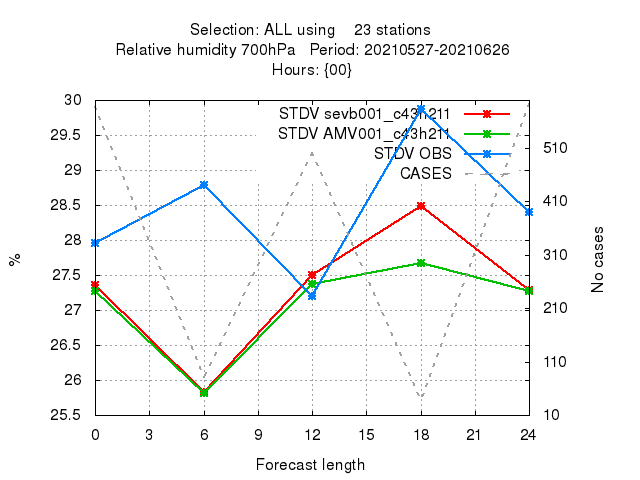 Selection: ALL using 23 stations
Relative humidity 700hPa Period: 20210527-20210626
Hours: {00}
STDV sevb001_c43h211
STDV AMV001_c43h211
STDV OBS
CASES
30
29.5
29
28.5
28
27.5
27
26.5
26
25.5
%
510
410
310
210
110
10
No cases
0 3 6 9 12 15 18 21 24
Forecast length